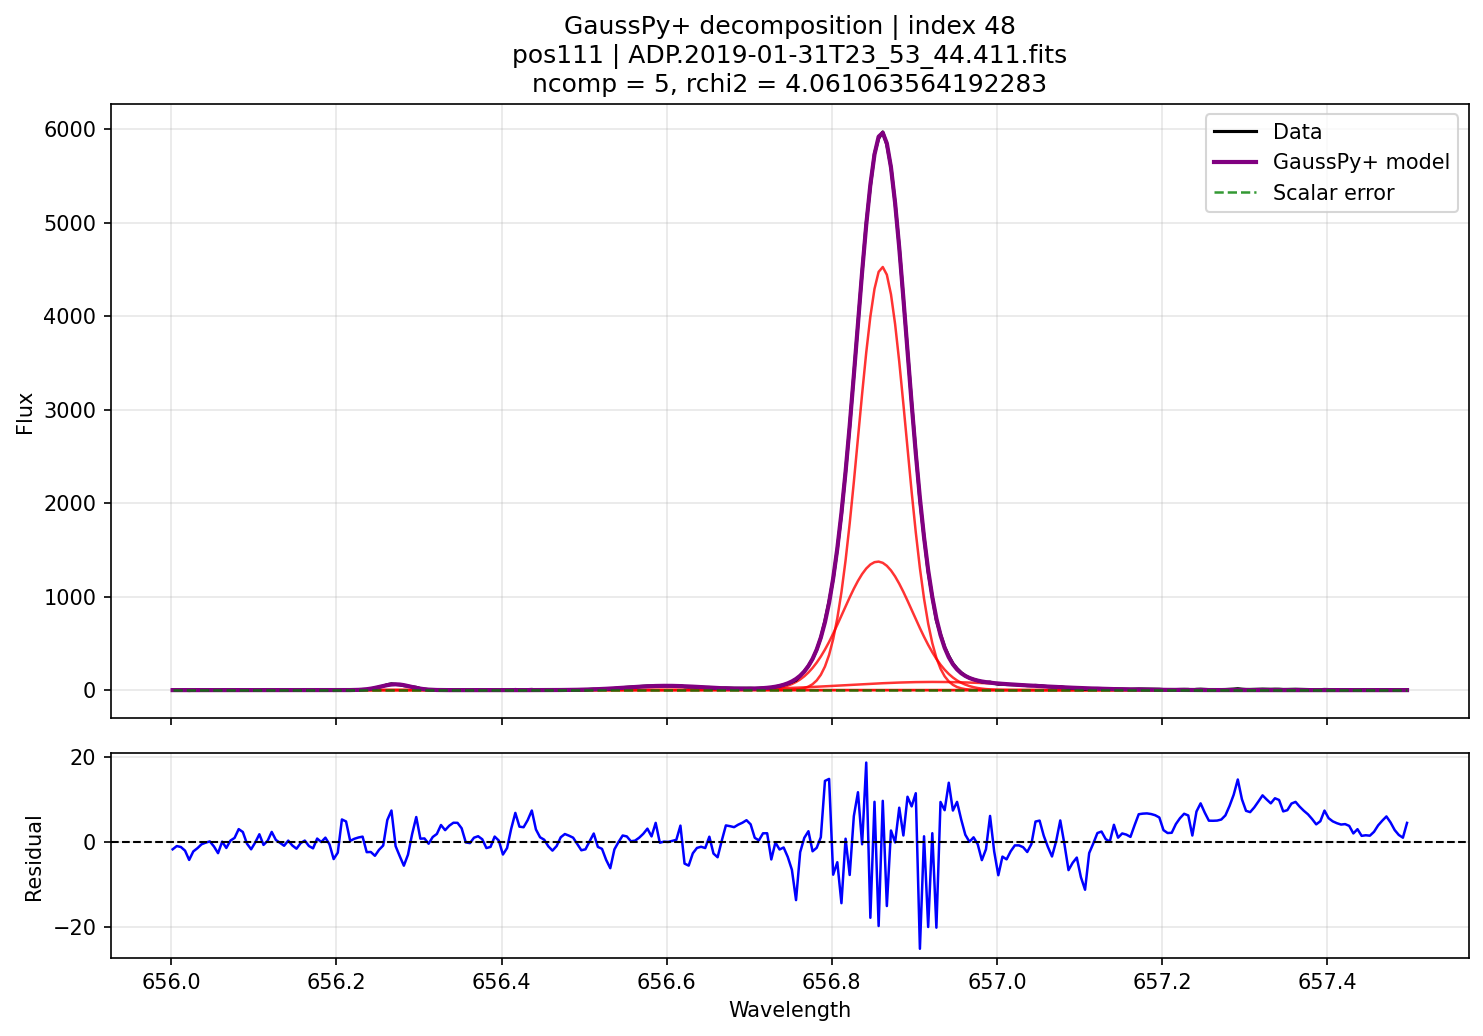 GaussPy+ decomposition | index 48
pos111 | ADP.2019-01-31T23_53_44.411.fits
ncomp = 5, rchi2 = 4.061063564192283
Data
GaussPy+ model
Scalar error
Flux
6000
5000
4000
3000
2000
1000
0
Residual
20
0
−20
656.0 656.2 656.4 656.6 656.8 657.0 657.2 657.4
Wavelength